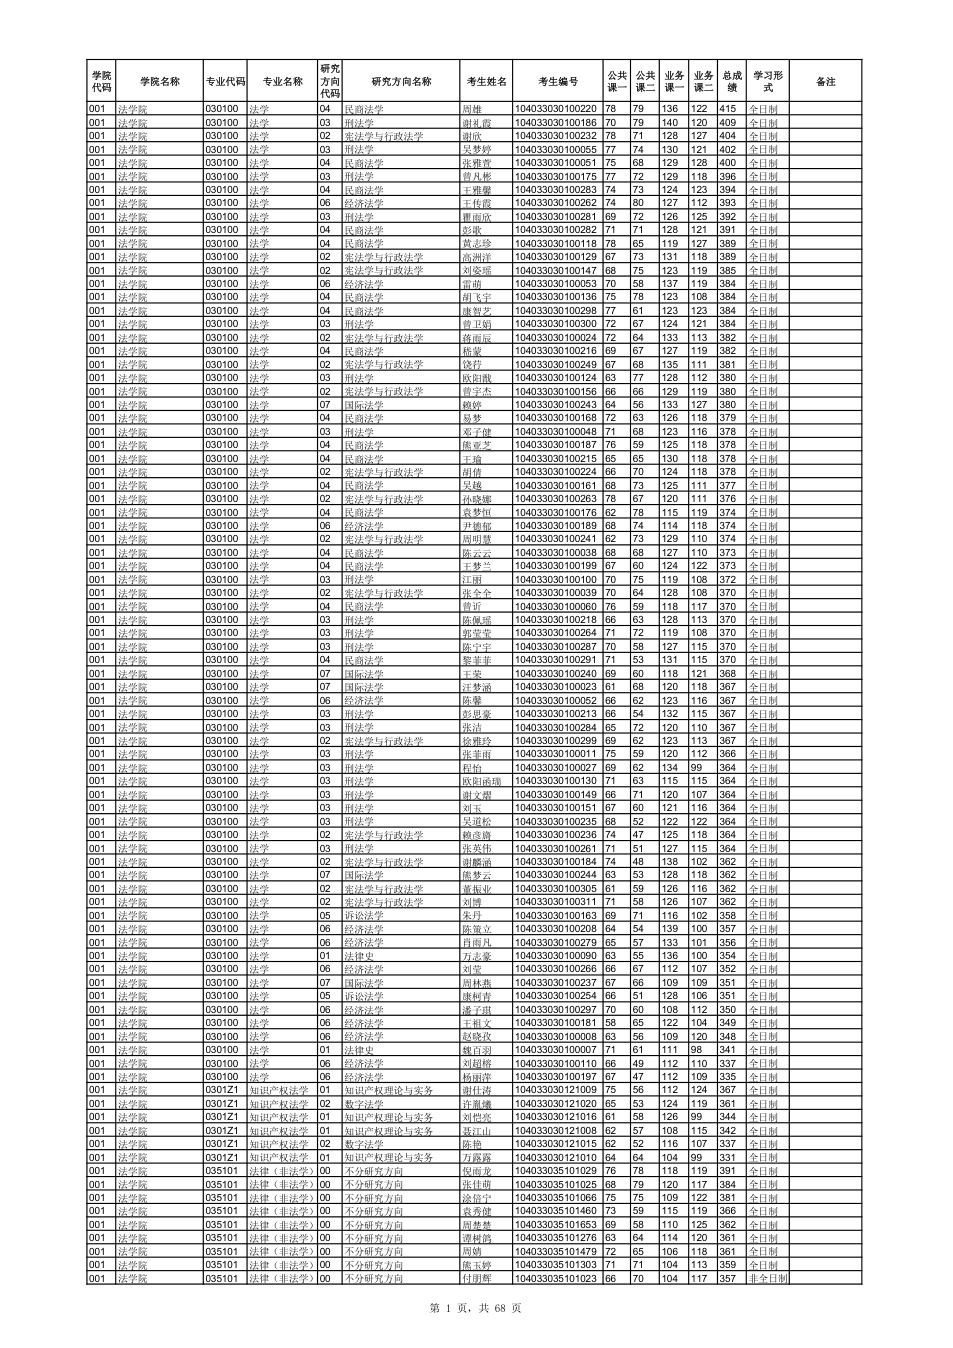 学院代码 学院名称 专业代码 专业名称 研究方向代码 研究方向名称 考生姓名 考生编号 公共课一 公共课二 业务课一 业务课二 总成绩 学习形式 备注
001 法学院 030100 法学 04 民商法学 周雄 104033030100220 78 79 136 122 415 全日制
001 法学院 030100 法学 03 刑法学 谢礼霞 104033030100186 70 79 140 120 409 全日制
001 法学院 030100 法学 02 宪法学与行政法学 谢欣 104033030100232 78 71 128 127 404 全日制
001 法学院 030100 法学 03 刑法学 吴梦婷 104033030100055 77 74 130 121 402 全日制
001 法学院 030100 法学 04 民商法学 张雅萱 104033030100051 75 68 129 128 400 全日制
001 法学院 030100 法学 03 刑法学 曾凡彬 104033030100175 77 72 129 118 396 全日制
001 法学院 030100 法学 04 民商法学 王雅馨 104033030100283 74 73 124 123 394 全日制
001 法学院 030100 法学 06 经济法学 王传霞 104033030100262 74 80 127 112 393 全日制
001 法学院 030100 法学 03 刑法学 瞿雨欣 104033030100281 69 72 126 125 392 全日制
001 法学院 030100 法学 04 民商法学 彭歌 104033030100282 71 71 128 121 391 全日制
001 法学院 030100 法学 04 民商法学 黄志珍 104033030100118 78 65 119 127 389 全日制
001 法学院 030100 法学 02 宪法学与行政法学 高洲洋 104033030100129 67 73 131 118 389 全日制
001 法学院 030100 法学 02 宪法学与行政法学 刘姿瑶 104033030100147 68 75 123 119 385 全日制
001 法学院 030100 法学 06 经济法学 雷萌 104033030100053 70 58 137 119 384 全日制
001 法学院 030100 法学 04 民商法学 胡飞宇 104033030100136 75 78 123 108 384 全日制
001 法学院 030100 法学 04 民商法学 康智艺 104033030100298 77 61 123 123 384 全日制
001 法学院 030100 法学 03 刑法学 曾卫娟 104033030100300 72 67 124 121 384 全日制
001 法学院 030100 法学 02 宪法学与行政法学 蒋雨辰 104033030100024 72 64 133 113 382 全日制
001 法学院 030100 法学 04 民商法学 嵇蒙 104033030100216 69 67 127 119 382 全日制
001 法学院 030100 法学 02 宪法学与行政法学 饶荇 104033030100249 67 68 135 111 381 全日制
001 法学院 030100 法学 03 刑法学 欧阳 104033030100124 63 77 128 112 380 全日制
001 法学院 030100 法学 02 宪法学与行政法学 曾宇杰 104033030100156 66 66 129 119 380 全日制
001 法学院 030100 法学 07 国际法学 赖婷 104033030100243 64 56 133 127 380 全日制
001 法学院 030100 法学 04 民商法学 易梦 104033030100168 72 63 126 118 379 全日制
001 法学院 030100 法学 03 刑法学 邓子健 104033030100048 71 68 123 116 378 全日制
001 法学院 030100 法学 04 民商法学 熊亚芝 104033030100187 76 59 125 118 378 全日制
001 法学院 030100 法学 04 民商法学 王瑜 104033030100215 65 65 130 118 378 全日制
001 法学院 030100 法学 02 宪法学与行政法学 胡倩 104033030100224 66 70 124 118 378 全日制
001 法学院 030100 法学 04 民商法学 吴越 104033030100161 68 73 125 111 377 全日制
001 法学院 030100 法学 02 宪法学与行政法学 孙晓娜 104033030100263 78 67 120 111 376 全日制
001 法学院 030100 法学 04 民商法学 袁梦恒 104033030100176 62 78 115 119 374 全日制
001 法学院 030100 法学 06 经济法学 尹德郁 104033030100189 68 74 114 118 374 全日制
001 法学院 030100 法学 02 宪法学与行政法学 周明慧 104033030100241 62 73 129 110 374 全日制
001 法学院 030100 法学 04 民商法学 陈云云 104033030100038 68 68 127 110 373 全日制
001 法学院 030100 法学 04 民商法学 王梦兰 104033030100199 67 60 124 122 373 全日制
001 法学院 030100 法学 03 刑法学 江丽 104033030100100 70 75 119 108 372 全日制
001 法学院 030100 法学 02 宪法学与行政法学 张全全 104033030100039 70 64 128 108 370 全日制
001 法学院 030100 法学 04 民商法学 曾沂 104033030100060 76 59 118 117 370 全日制
001 法学院 030100 法学 03 刑法学 陈佩瑶 104033030100218 66 63 128 113 370 全日制
001 法学院 030100 法学 03 刑法学 郭莹莹 104033030100264 71 72 119 108 370 全日制
001 法学院 030100 法学 03 刑法学 陈宁宇 104033030100287 70 58 127 115 370 全日制
001 法学院 030100 法学 04 民商法学 黎菲菲 104033030100291 71 53 131 115 370 全日制
001 法学院 030100 法学 07 国际法学 王荣 104033030100240 69 60 118 121 368 全日制
001 法学院 030100 法学 07 国际法学 汪梦涵 104033030100023 61 68 120 118 367 全日制
001 法学院 030100 法学 06 经济法学 陈馨 104033030100052 66 62 123 116 367 全日制
001 法学院 030100 法学 03 刑法学 彭思豪 104033030100213 66 54 132 115 367 全日制
001 法学院 030100 法学 03 刑法学 张洁 104033030100284 65 72 120 110 367 全日制
001 法学院 030100 法学 02 宪法学与行政法学 徐雅玲 104033030100299 69 62 123 113 367 全日制
001 法学院 030100 法学 03 刑法学 张菲雨 104033030100011 75 59 120 112 366 全日制
001 法学院 030100 法学 03 刑法学 程怡 104033030100027 69 62 134 99 364 全日制
001 法学院 030100 法学 03 刑法学 欧阳函瑞 104033030100130 71 63 115 115 364 全日制
001 法学院 030100 法学 03 刑法学 谢文熠 104033030100149 66 71 120 107 364 全日制
001 法学院 030100 法学 03 刑法学 刘玉 104033030100151 67 60 121 116 364 全日制
001 法学院 030100 法学 03 刑法学 吴道松 104033030100235 68 52 122 122 364 全日制
001 法学院 030100 法学 02 宪法学与行政法学 赖彦旖 104033030100236 74 47 125 118 364 全日制
001 法学院 030100 法学 03 刑法学 张英伟 104033030100261 71 51 127 115 364 全日制
001 法学院 030100 法学 02 宪法学与行政法学 谢麟涵 104033030100184 74 48 138 102 362 全日制
001 法学院 030100 法学 07 国际法学 熊梦云 104033030100244 63 53 128 118 362 全日制
001 法学院 030100 法学 02 宪法学与行政法学 董振业 104033030100305 61 59 126 116 362 全日制
001 法学院 030100 法学 02 宪法学与行政法学 刘博 104033030100311 71 58 126 107 362 全日制
001 法学院 030100 法学 05 诉讼法学 朱丹 104033030100163 69 71 116 102 358 全日制
001 法学院 030100 法学 06 经济法学 陈策立 104033030100208 64 54 139 100 357 全日制
001 法学院 030100 法学 06 经济法学 肖雨凡 104033030100279 65 57 133 101 356 全日制
001 法学院 030100 法学 01 法律史 万志豪 104033030100090 63 55 136 100 354 全日制
001 法学院 030100 法学 06 经济法学 刘莹 104033030100266 66 67 112 107 352 全日制
001 法学院 030100 法学 07 国际法学 周林燕 104033030100237 67 66 109 109 351 全日制
001 法学院 030100 法学 05 诉讼法学 康柯青 104033030100254 66 51 128 106 351 全日制
001 法学院 030100 法学 06 经济法学 潘子琪 104033030100297 70 60 108 112 350 全日制
001 法学院 030100 法学 06 经济法学 王祖文 104033030100181 58 65 122 104 349 全日制
001 法学院 030100 法学 06 经济法学 赵晓孜 104033030100008 63 56 109 120 348 全日制
001 法学院 030100 法学 01 法律史 魏百羽 104033030100007 71 61 111 98 341 全日制
001 法学院 030100 法学 06 经济法学 刘超榕 104033030100110 66 49 112 110 337 全日制
001 法学院 030100 法学 06 经济法学 杨丽萍 104033030100197 67 47 112 109 335 全日制
001 法学院 0301Z1 知识产权法学 01 知识产权理论与实务 谢仕涛 104033030121009 75 56 112 124 367 全日制
001 法学院 0301Z1 知识产权法学 02 数字法学 许胤爔 104033030121020 65 53 124 119 361 全日制
001 法学院 0301Z1 知识产权法学 01 知识产权理论与实务 刘恺亮 104033030121016 61 58 126 99 344 全日制
001 法学院 0301Z1 知识产权法学 01 知识产权理论与实务 聂江山 104033030121008 62 57 108 115 342 全日制
001 法学院 0301Z1 知识产权法学 02 数字法学 陈艳 104033030121015 62 52 116 107 337 全日制
001 法学院 0301Z1 知识产权法学 01 知识产权理论与实务 万露露 104033030121010 64 64 104 99 331 全日制
001 法学院 035101 法律（非法学） 00 不分研究方向 倪雨龙 104033035101029 76 78 118 119 391 全日制
001 法学院 035101 法律（非法学） 00 不分研究方向 张佳萌 104033035101025 68 79 120 117 384 全日制
001 法学院 035101 法律（非法学） 00 不分研究方向 涂倍宁 104033035101066 75 75 109 122 381 全日制
001 法学院 035101 法律（非法学） 00 不分研究方向 袁秀健 104033035101460 73 59 115 119 366 全日制
001 法学院 035101 法律（非法学） 00 不分研究方向 周楚楚 104033035101653 69 58 110 125 362 全日制
001 法学院 035101 法律（非法学） 00 不分研究方向 谭柯鸽 104033035101276 63 64 114 120 361 全日制
001 法学院 035101 法律（非法学） 00 不分研究方向 周婧 104033035101479 72 65 106 118 361 全日制
001 法学院 035101 法律（非法学） 00 不分研究方向 熊玉婷 104033035101303 71 71 104 113 359 全日制
001 法学院 035101 法律（非法学） 00 不分研究方向 付朋辉 104033035101023 66 70 104 117 357 非全日制
第 1 页，共 68 页